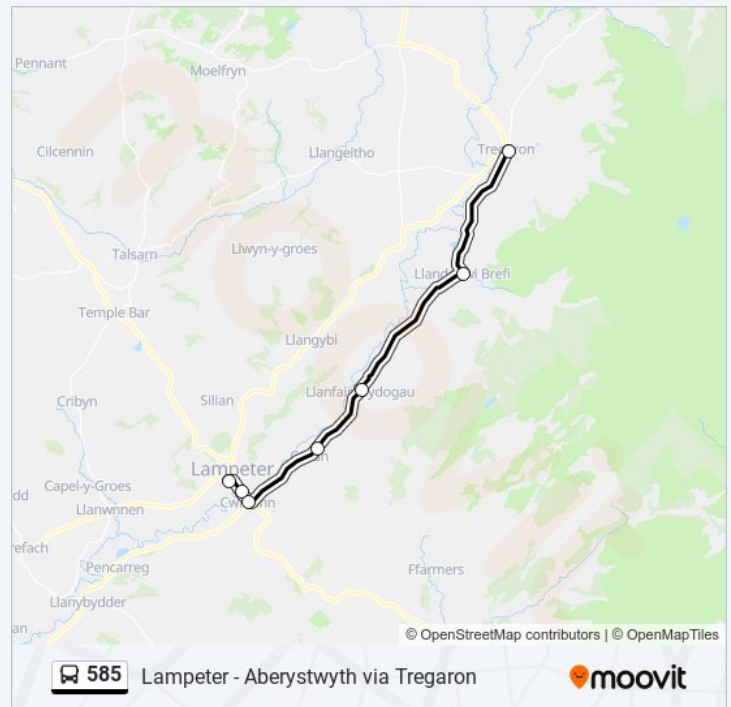 Pennant
Moelfryn
Cilcennin
Llangeitho
Tregaron
Talsarn
Llwyn-y-groes
Temple Bar
Llangybi
Cribyn
Silian
Lampeter
Capel-y-Groes
Llanwnnen
Pencarreg
Ffarmers
Llanybydder
© OpenStreetMap contributors | © OpenMapTiles
585 Lampeter - Aberystwyth via Tregaron
moovit